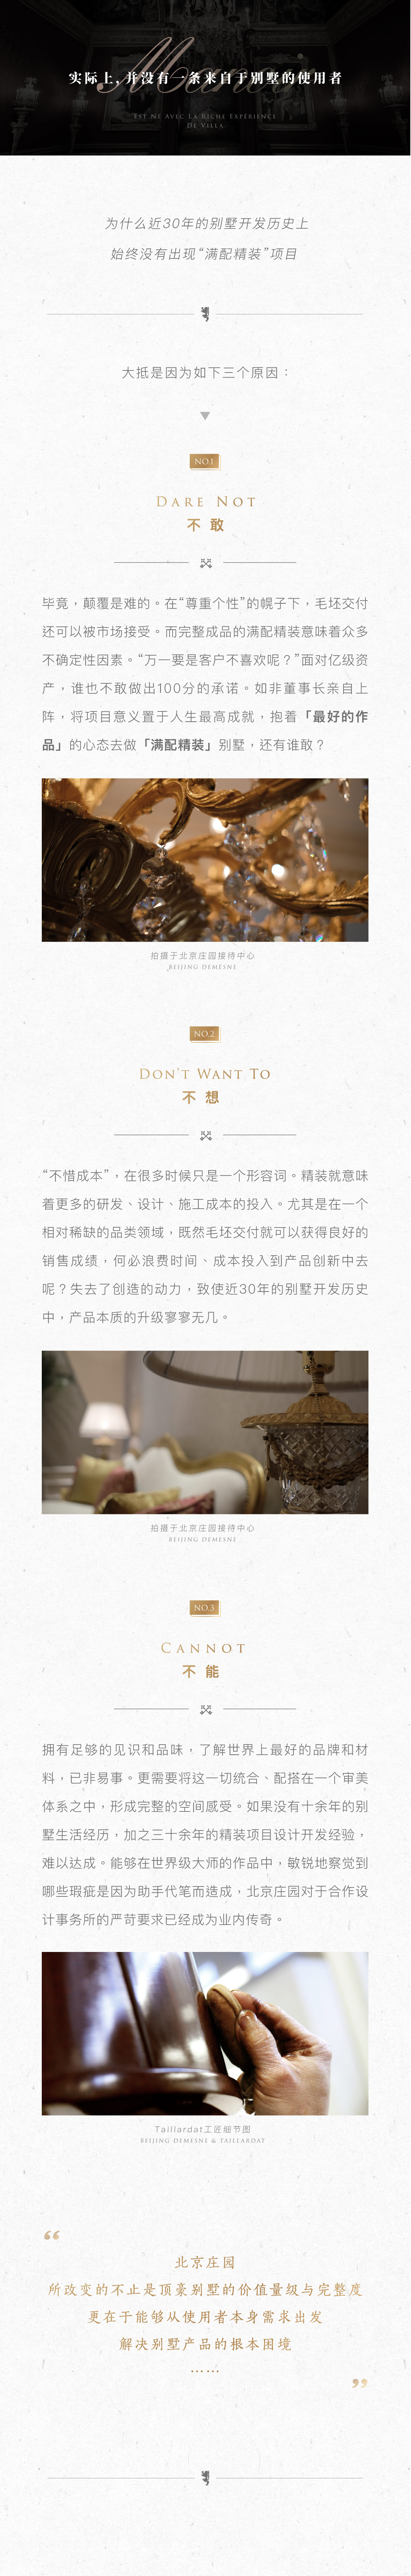 Manor
实际上,并没有一条来自于别墅的使用者
Est Ne Avec La Riche Expérience
De Villa
为什么近30年的别墅开发历史上
始终没有出现“满配精装”项目
大抵是因为如下三个原因：
NO.1
Dare Not
不敢
毕竟，颠覆是难的。在“尊重个性”的幌子下，毛坯交付
还可以被市场接受。而完整成品的满配精装意味着众多
不确定性因素。“万一要是客户不喜欢呢？”面对亿级资
产，谁也不敢做出100分的承诺。如非董事长亲自上
阵，将项目意义置于人生最高成就，抱着「最好的作
品」的心态去做「满配精装」别墅，还有谁敢？
拍摄于北京庄园接待中心
BEIJING DEMESNE
NO.2
Don't Want To
不想
“不惜成本”，在很多时候只是一个形容词。精装就意味
着更多的研发、设计、施工成本的投入。尤其是在一个
相对稀缺的品类领域，既然毛坯交付就可以获得良好的
销售成绩，何必浪费时间、成本投入到产品创新中去
呢？失去了创造的动力，致使近30年的别墅开发历史
中，产品本质的升级寥寥无几。
拍摄于北京庄园接待中心
BEIJING DEMESNE
NO.3
Cannot
不能
拥有足够的见识和品味，了解世界上最好的品牌和材
料，已非易事。更需要将这一切统合、配搭在一个审美
体系之中，形成完整的空间感受。如果没有十余年的别
墅生活经历，加之三十余年的精装项目设计开发经验，
难以达成。能够在世界级大师的作品中，敏锐地察觉到
哪些瑕疵是因为助手代笔而造成，北京庄园对于合作设
计事务所的严苛要求已经成为业内传奇。
Taillardat工匠细节图
BEIJING DEMESNE & TAILLARDAT
“
北京庄园
所改变的不止是顶豪别墅的价值量级与完整度
更在于能够从使用者本身需求出发
解决别墅产品的根本困境
……
”